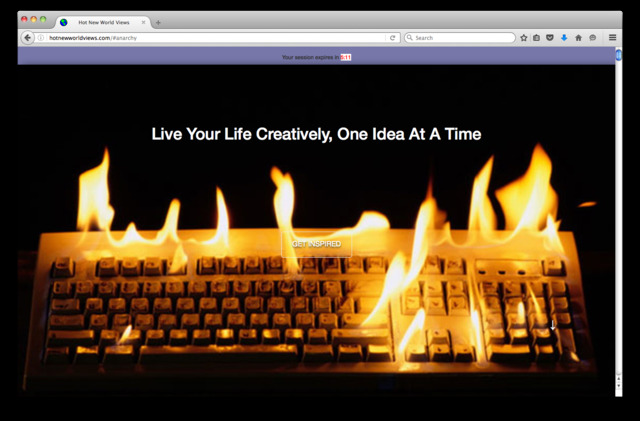 Hot New World Views
hotnewworldviews.com/#anarchy
Search
Your session expires in 5:11
Live Your Life Creatively, One Idea At A Time
GET INSPIRED